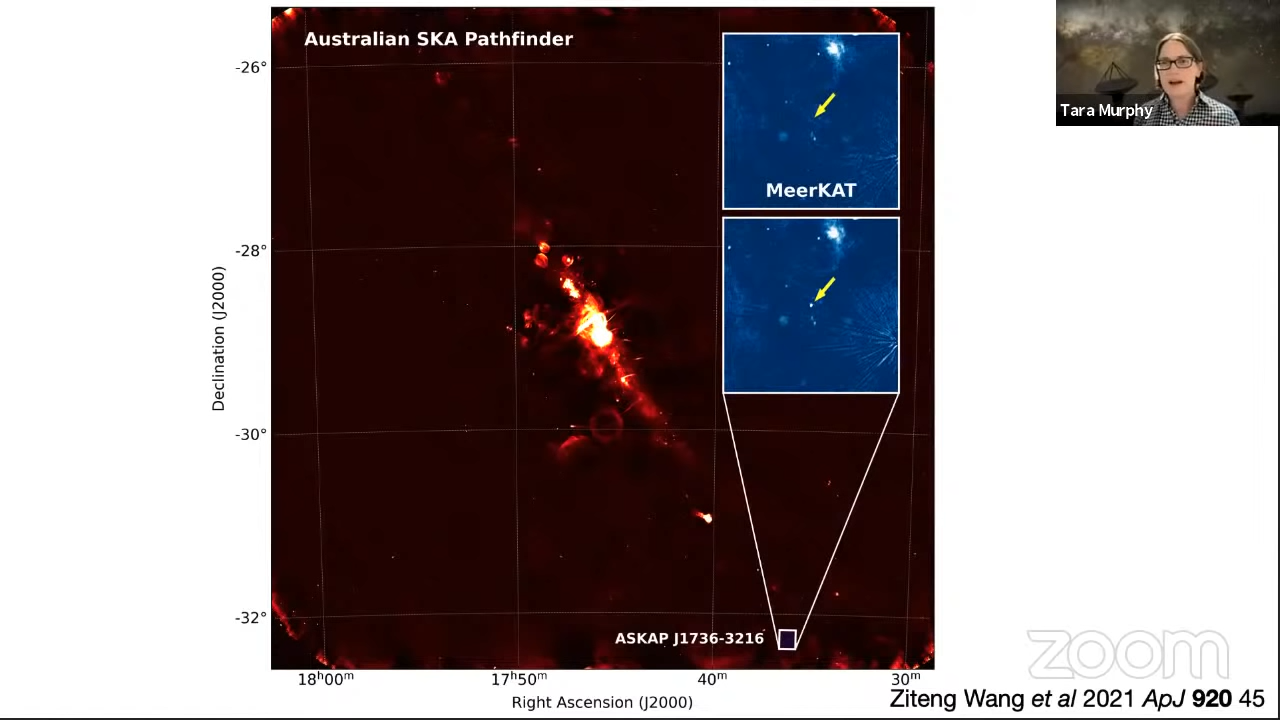 Australian SKA Pathfinder
Tara Murphy
MeerKAT
-26°
-28°
-30°
-32°
Declination (J2000)
ASKAP J1736-3216
18ʰ00ᵐ 17ʰ50ᵐ 40ᵐ 30ᵐ
Right Ascension (J2000)
zoom
Ziteng Wang et al 2021 ApJ 920 45